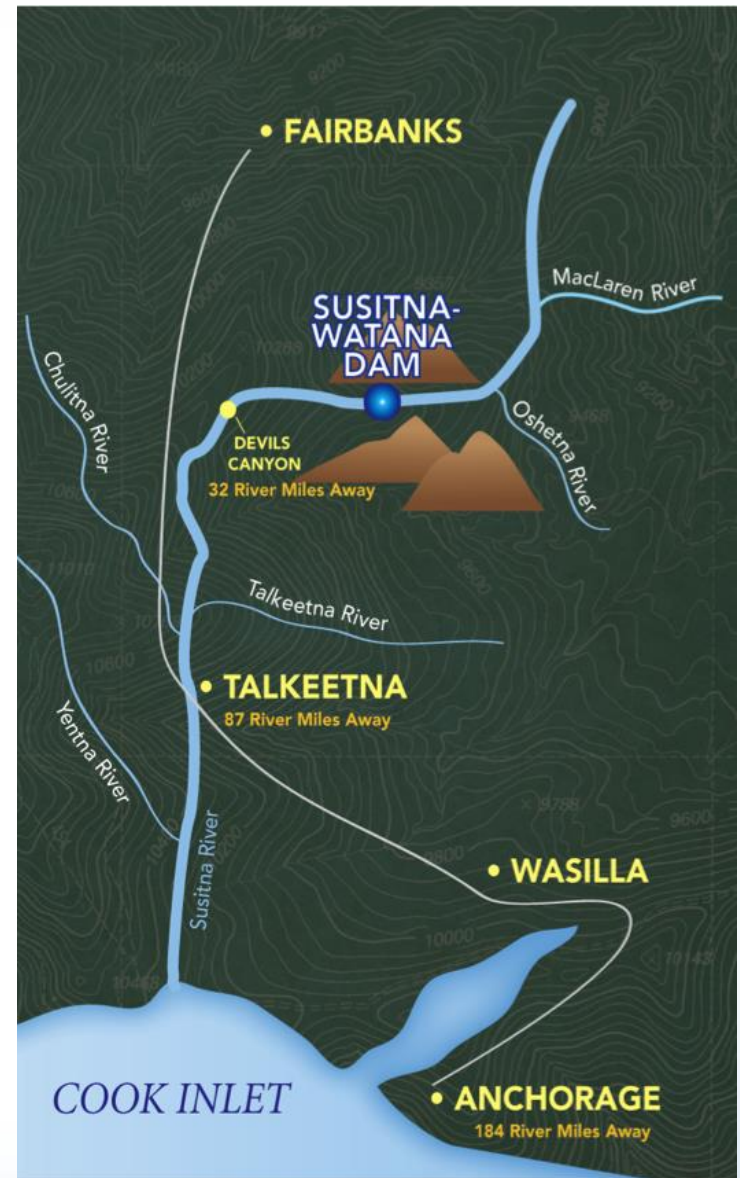 FAIRBANKS
MacLaren River
SUSITNA-
WATANA
DAM
Chulitna River
Oshetna River
DEVILS
CANYON
32 River Miles Away
Talkeetna River
TALKEETNA
87 River Miles Away
Yentna River
Susitna River
WASILLA
COOK INLET
ANCHORAGE
184 River Miles Away